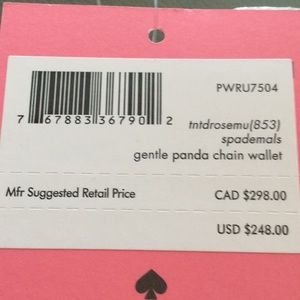 PWRU7504
7 67883 36790 2
tntdrosemu(853)
spademals
gentle panda chain wallet
Mfr Suggested Retail Price CAD $298.00
USD $248.00